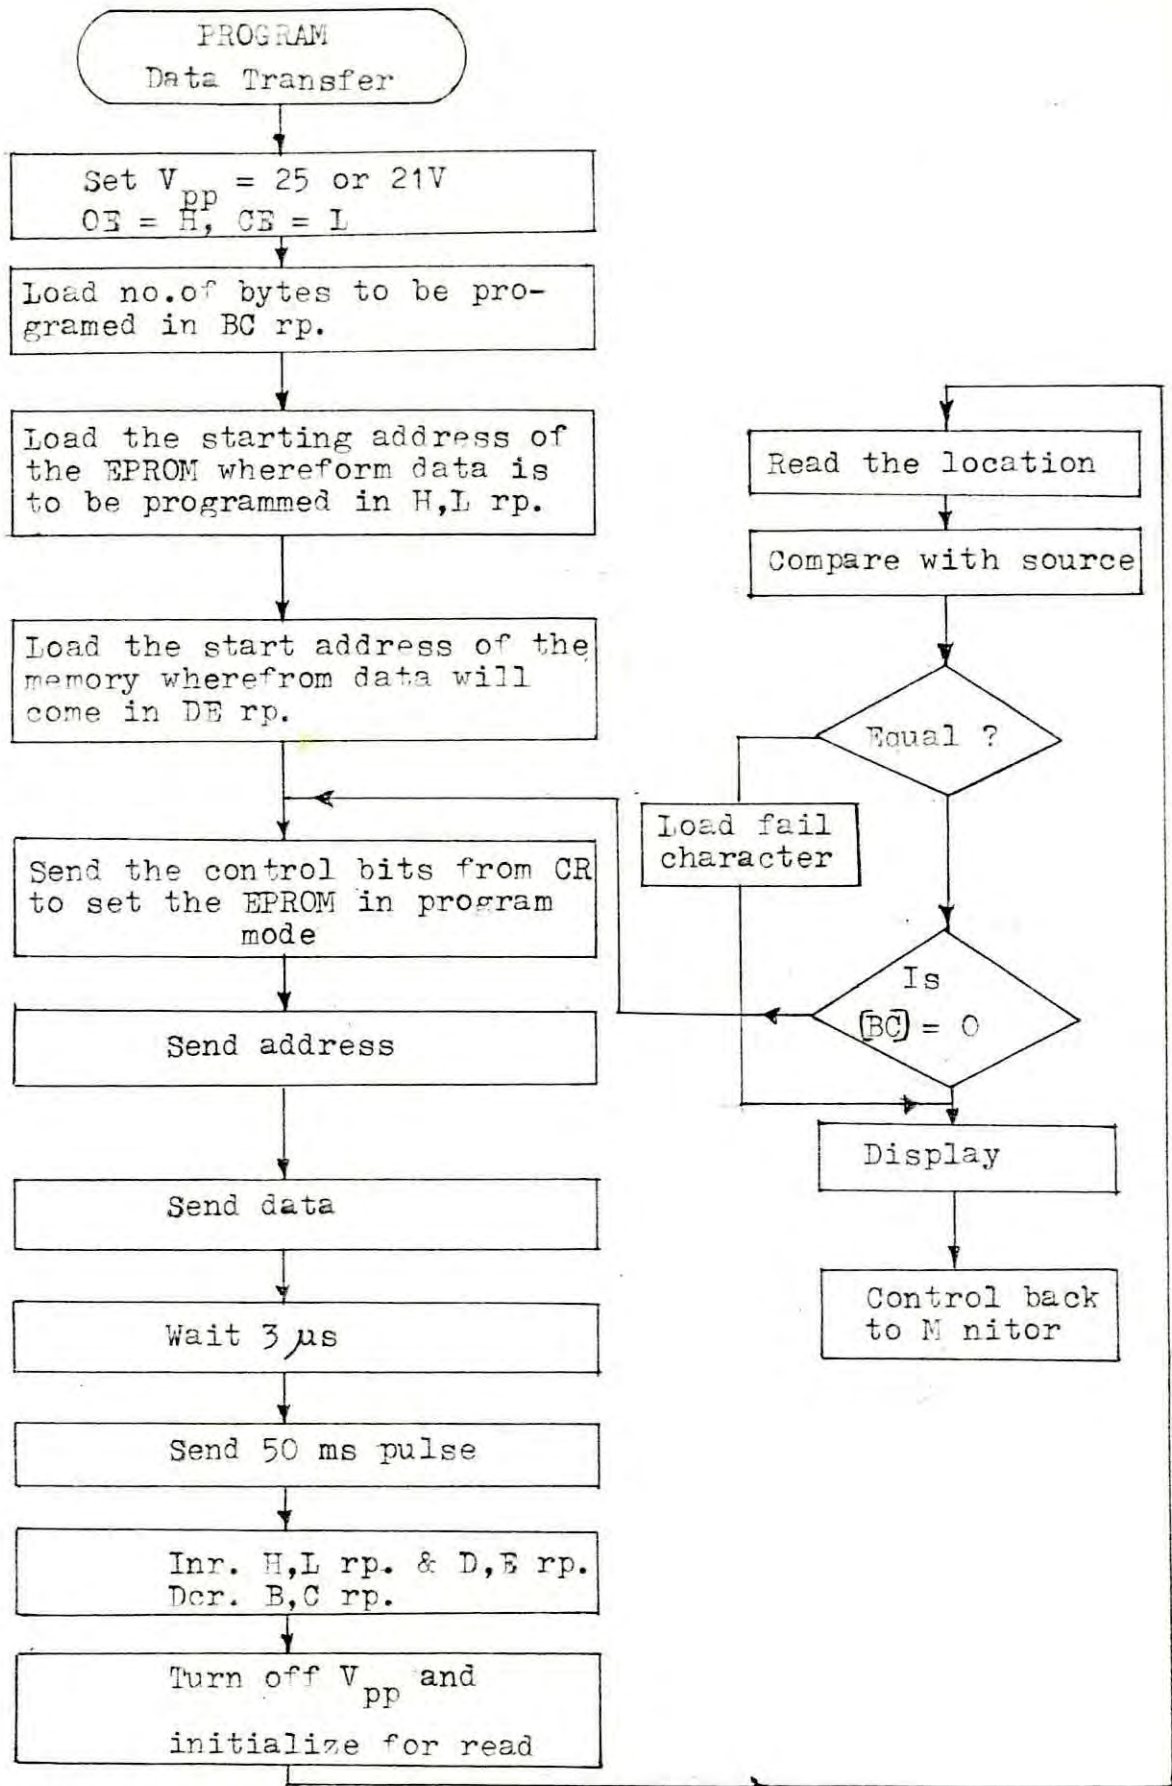 PROGRAM
Data Transfer
Set Vpp = 25 or 21V
OE = H, CE = L
Load no.of bytes to be pro-
gramed in BC rp.
Load the starting address of
the EPROM whereform data is
to be programmed in H,L rp.
Load the start address of the
memory wherefrom data will
come in DE rp.
Send the control bits from CR
to set the EPROM in program
mode
Send address
Send data
Wait 3 µs
Send 50 ms pulse
Inr. H,L rp. & D,E rp.
Dcr. B,C rp.
Turn off Vpp and
initialize for read
Read the location
Compare with source
Equal ?
Load fail
character
Is
[BC] = 0
Display
Control back
to M nitor